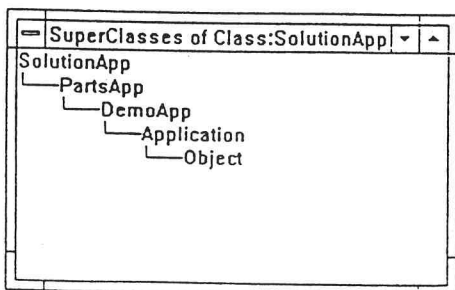 SuperClasses of Class:SolutionApp
SolutionApp
PartsApp
DemoApp
Application
Object